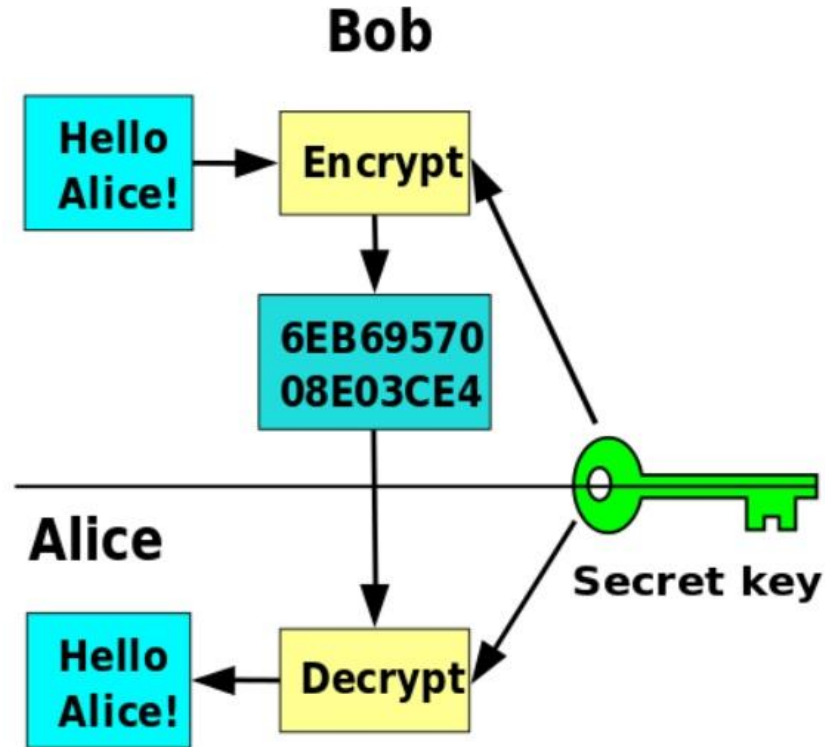 Bob
Hello
Alice!
Encrypt
6EB69570
08E03CE4
Alice
Secret key
Hello
Alice!
Decrypt